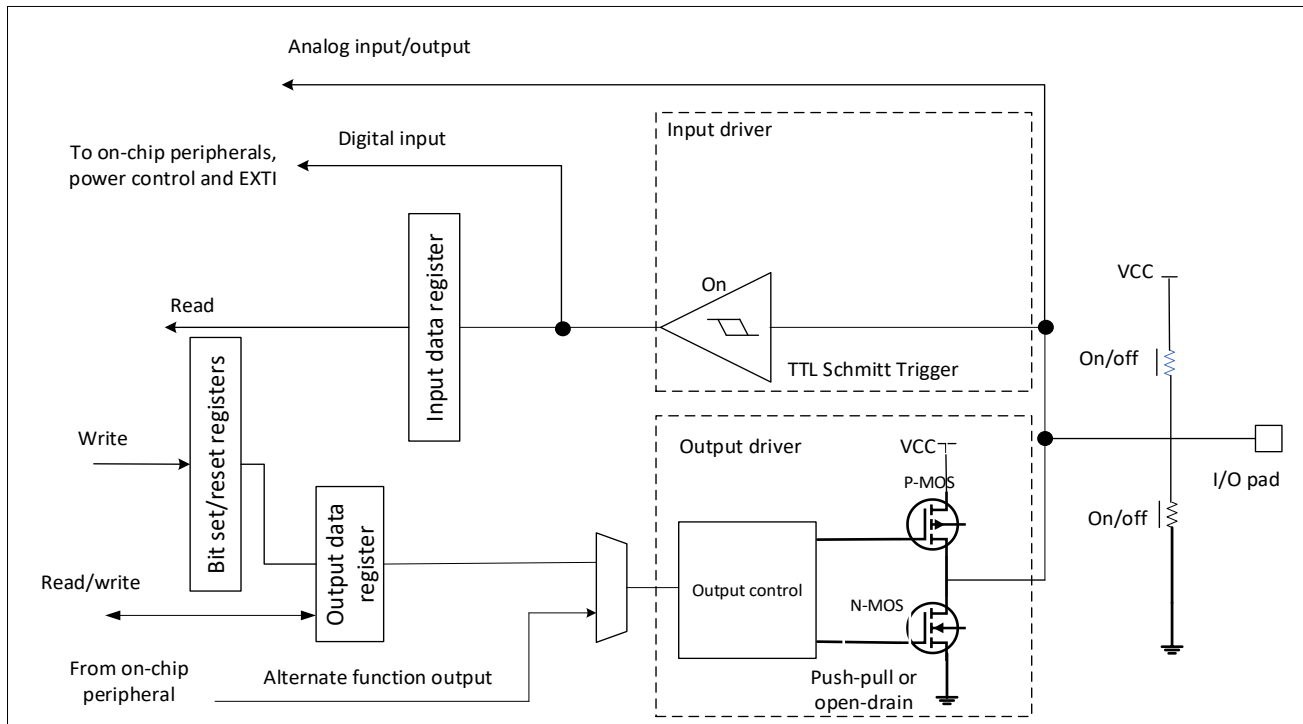 Analog input/output
Input driver
Digital input
To on-chip peripherals,
power control and EXTI
Input data register
VCC
On
Read
On/off
TTL Schmitt Trigger
Bit set/reset registers
Output driver
Write
VCC
P-MOS
I/O pad
Output data
register
On/off
Read/write
Output control
N-MOS
From on-chip
peripheral
Alternate function output
Push-pull or
open-drain